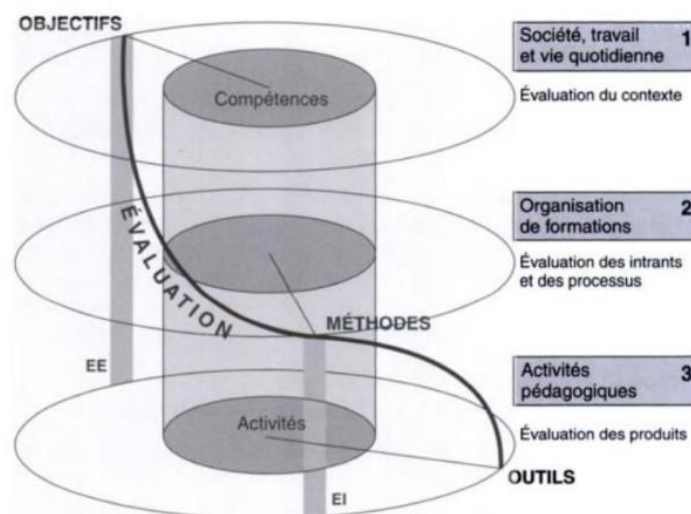 OBJECTIFS
Compétences
Société, travail
et vie quotidienne
1
Évaluation du contexte
ÉVALUATION
Organisation
de formations
2
Évaluation des intrants
et des processus
MÉTHODES
EE
Activités
pédagogiques
3
Activités
Évaluation des produits
OUTILS
EI